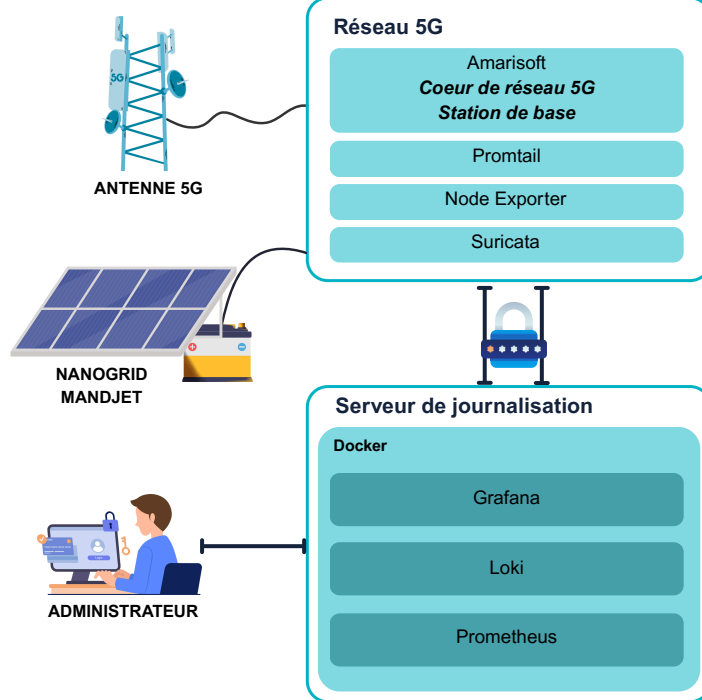 Réseau 5G
Amarisoft
Coeur de réseau 5G
Station de base
5G
Promtail
ANTENNE 5G
Node Exporter
Suricata
NANOGRID
MANDJET
Serveur de journalisation
Docker
Grafana
Loki
ADMINISTRATEUR
Prometheus